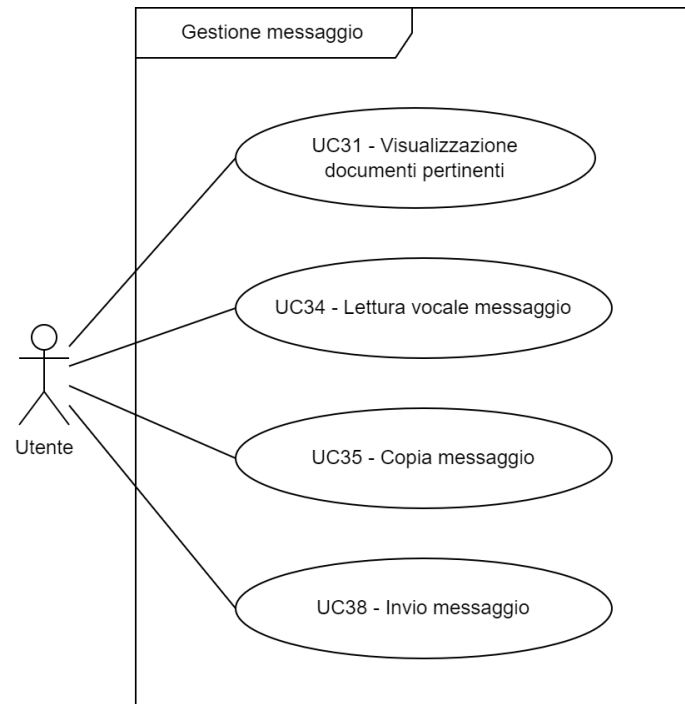 Gestione messaggio
UC31 - Visualizzazione
documenti pertinenti
UC34 - Lettura vocale messaggio
Utente
UC35 - Copia messaggio
UC38 - Invio messaggio